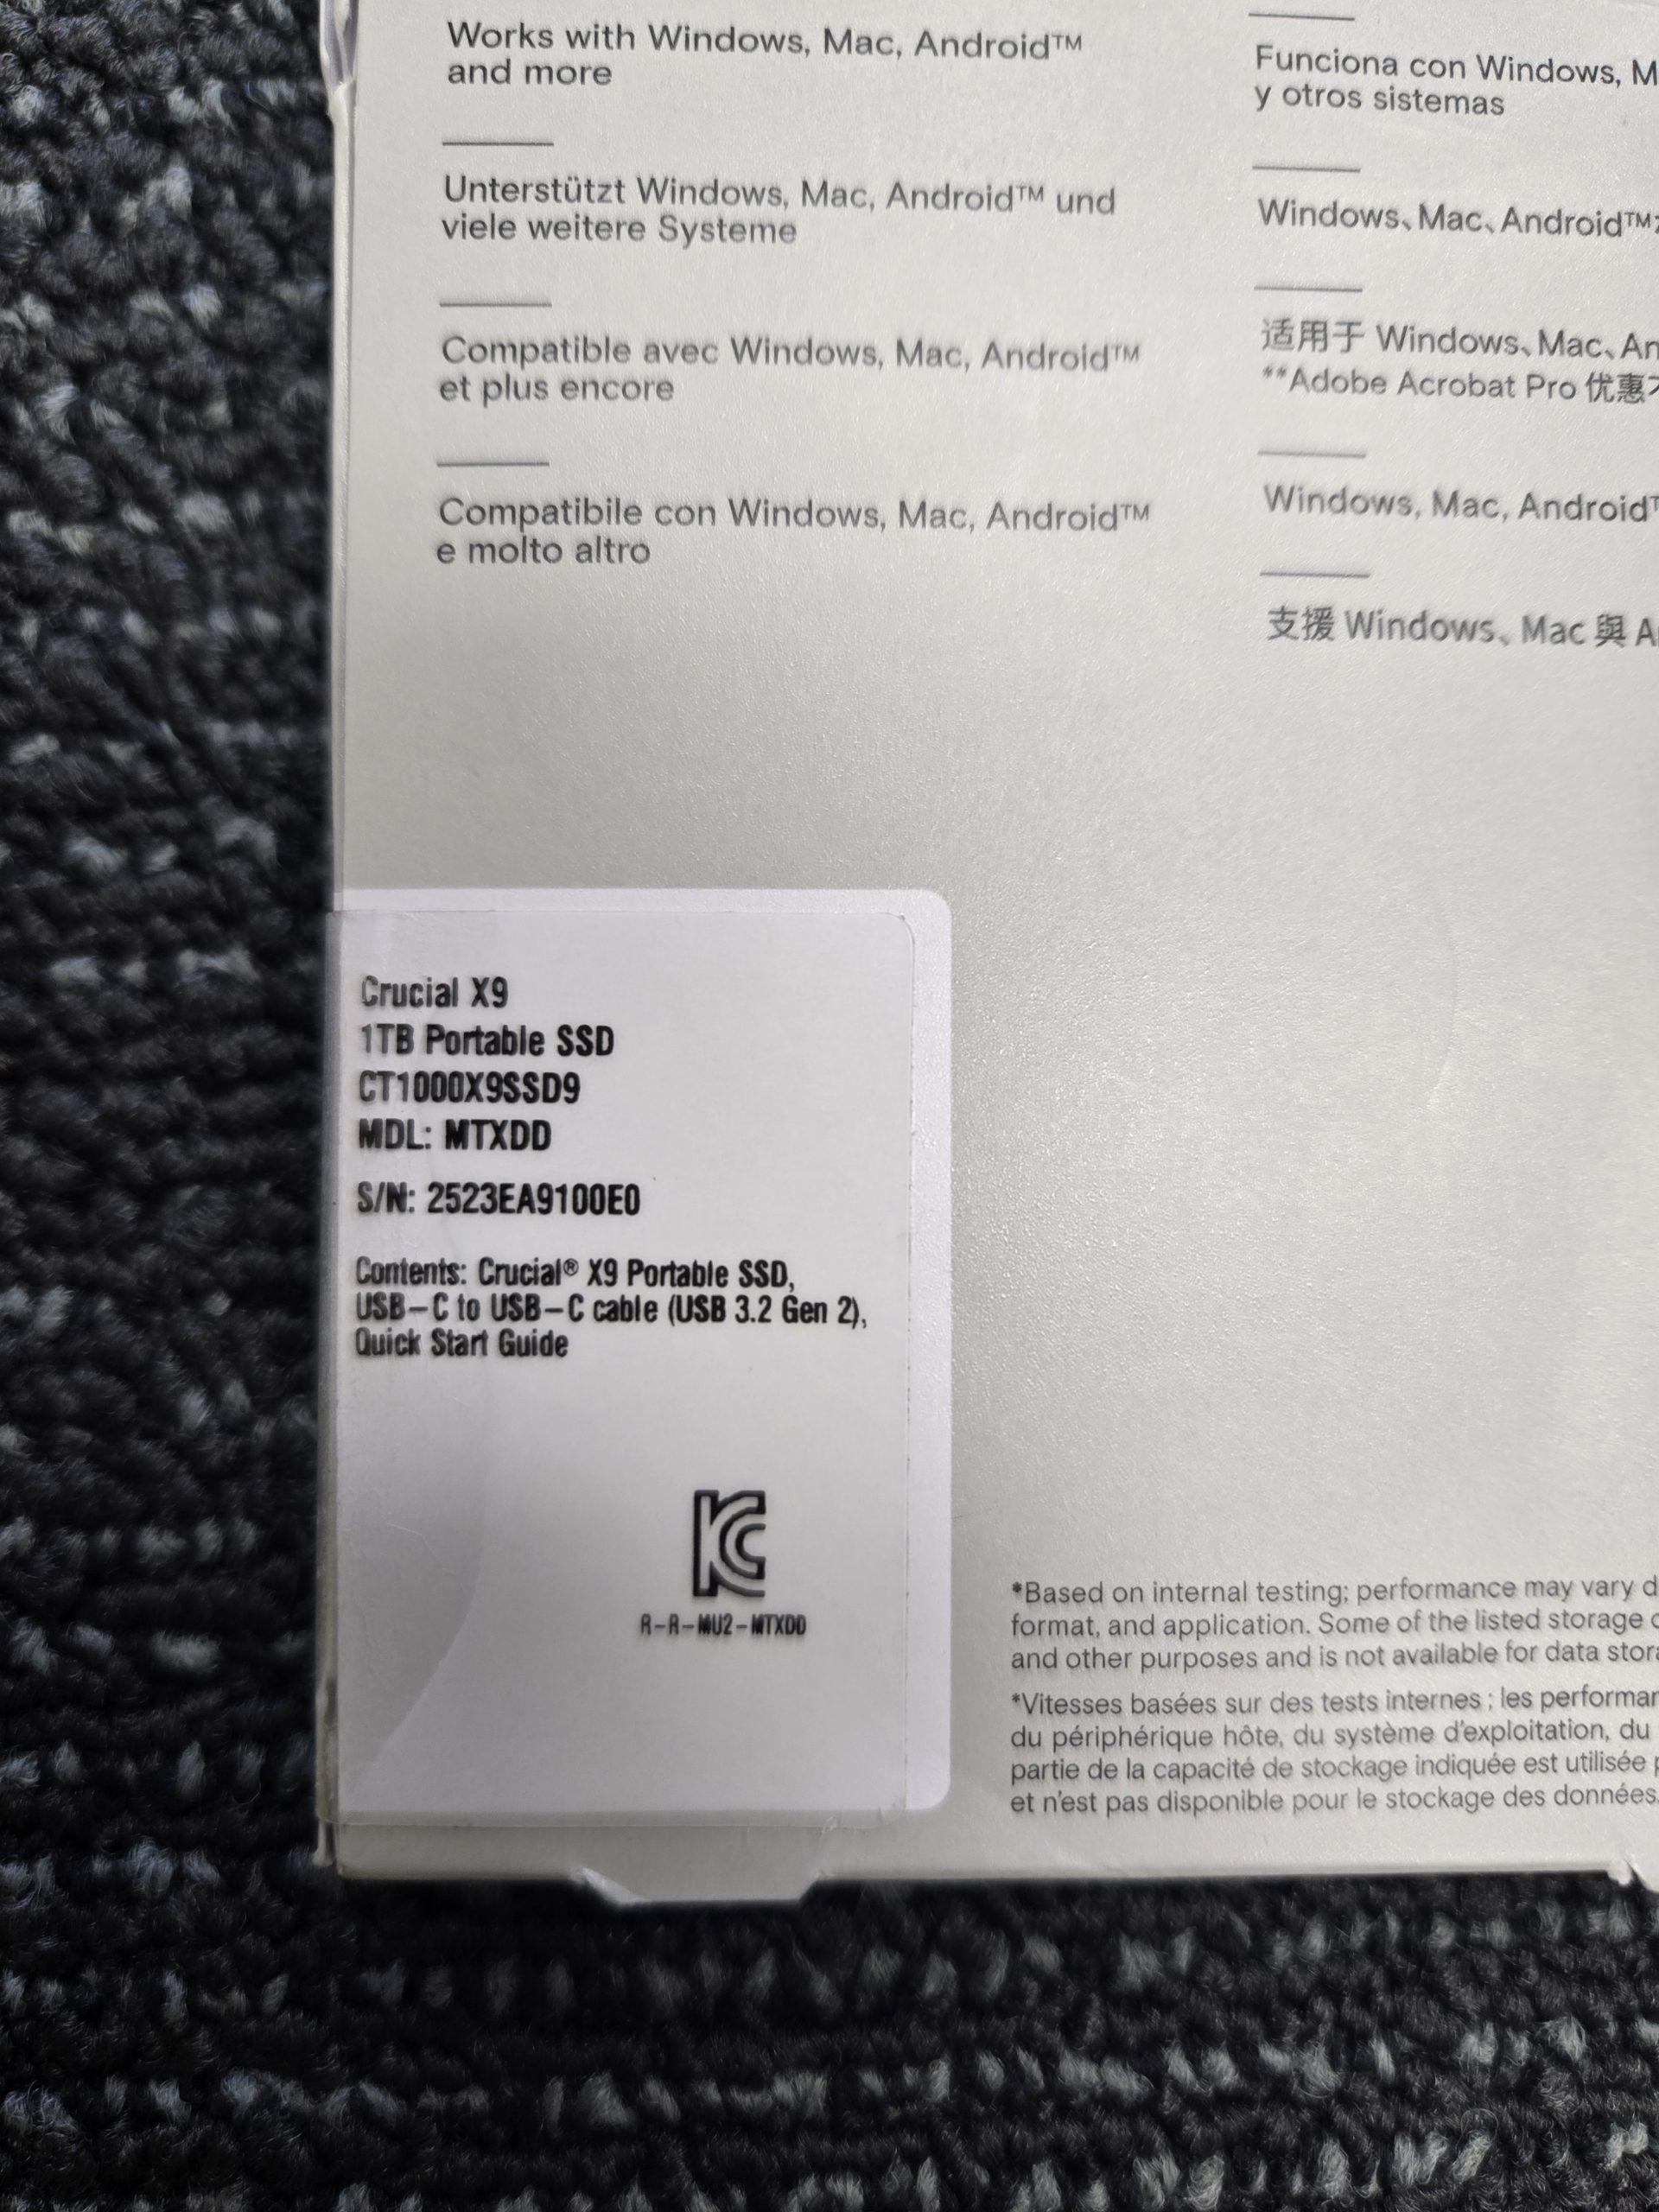 Works with Windows, Mac, Android™
and more
Unterstützt Windows, Mac, Android™ und
viele weitere Systeme
Compatible avec Windows, Mac, Android™
et plus encore
Compatibile con Windows, Mac, Android™
e molto altro
Funciona con Windows, M
y otros sistemas
Windows、Mac、Android™
适用于 Windows、Mac、An
**Adobe Acrobat Pro 优惠
Windows, Mac, Android™
支援 Windows、Mac 與 A
Crucial X9
1TB Portable SSD
CT1000X9SSD9
MDL: MTXDD
S/N: 2523EA9100E0
Contents: Crucial® X9 Portable SSD,
USB-C to USB-C cable (USB 3.2 Gen 2),
Quick Start Guide
R-R-MU2-MTXDD
*Based on internal testing; performance may vary d
format, and application. Some of the listed storage c
and other purposes and is not available for data stor
*Vitesses basées sur des tests internes ; les performan
du périphérique hôte, du système d'exploitation, du
partie de la capacité de stockage indiquée est utilisée p
et n'est pas disponible pour le stockage des données.